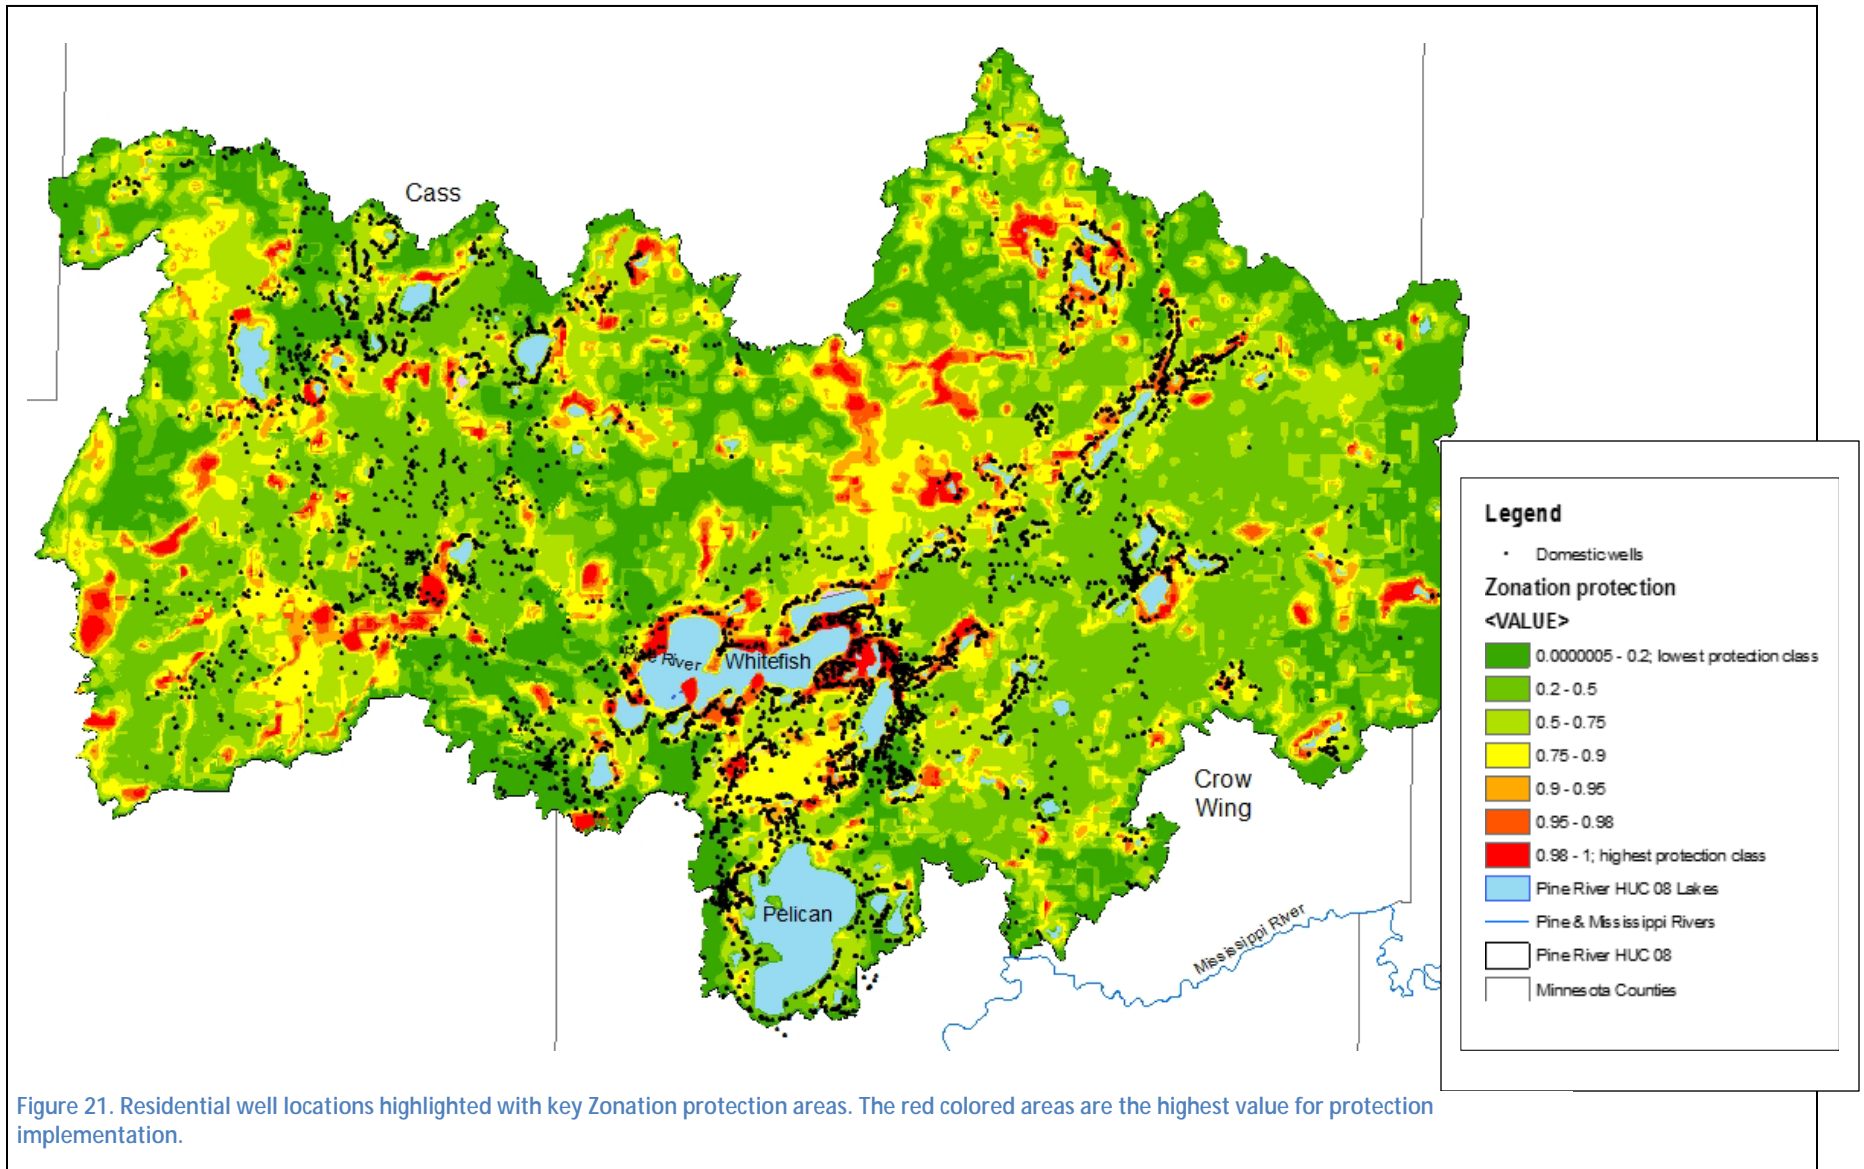 Cass
Pine River
Whitefish
Crow
Wing
Pelican
Mississippi River
Legend
Domestic wells
Zonation protection
<VALUE>
0.0000005 - 0.2; lowest protection class
0.2 - 0.5
0.5 - 0.75
0.75 - 0.9
0.9 - 0.95
0.95 - 0.98
0.98 - 1; highest protection class
Pine River HUC 08 Lakes
Pine & Mississippi Rivers
Pine River HUC 08
Minnesota Counties
Figure 21. Residential well locations highlighted with key Zonation protection areas. The red colored areas are the highest value for protection
implementation.